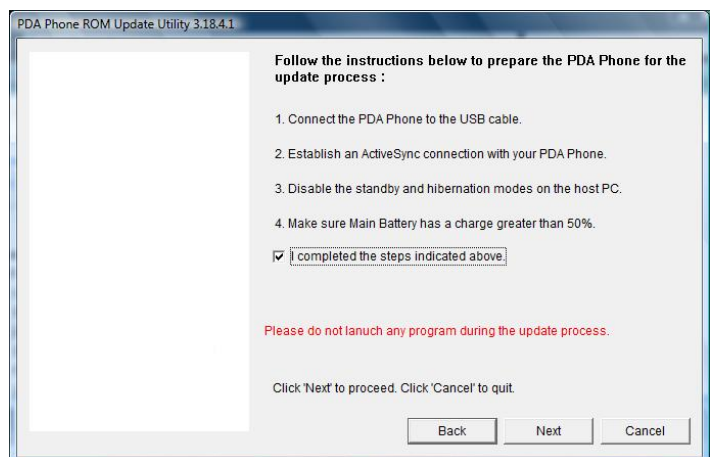 PDA Phone ROM Update Utility 3.18.4.1
Follow the instructions below to prepare the PDA Phone for the
update process :
1. Connect the PDA Phone to the USB cable.
2. Establish an ActiveSync connection with your PDA Phone.
3. Disable the standby and hibernation modes on the host PC.
4. Make sure Main Battery has a charge greater than 50%.
I completed the steps indicated above.
Please do not lanuch any program during the update process.
Click 'Next' to proceed. Click 'Cancel' to quit.
Back Next Cancel